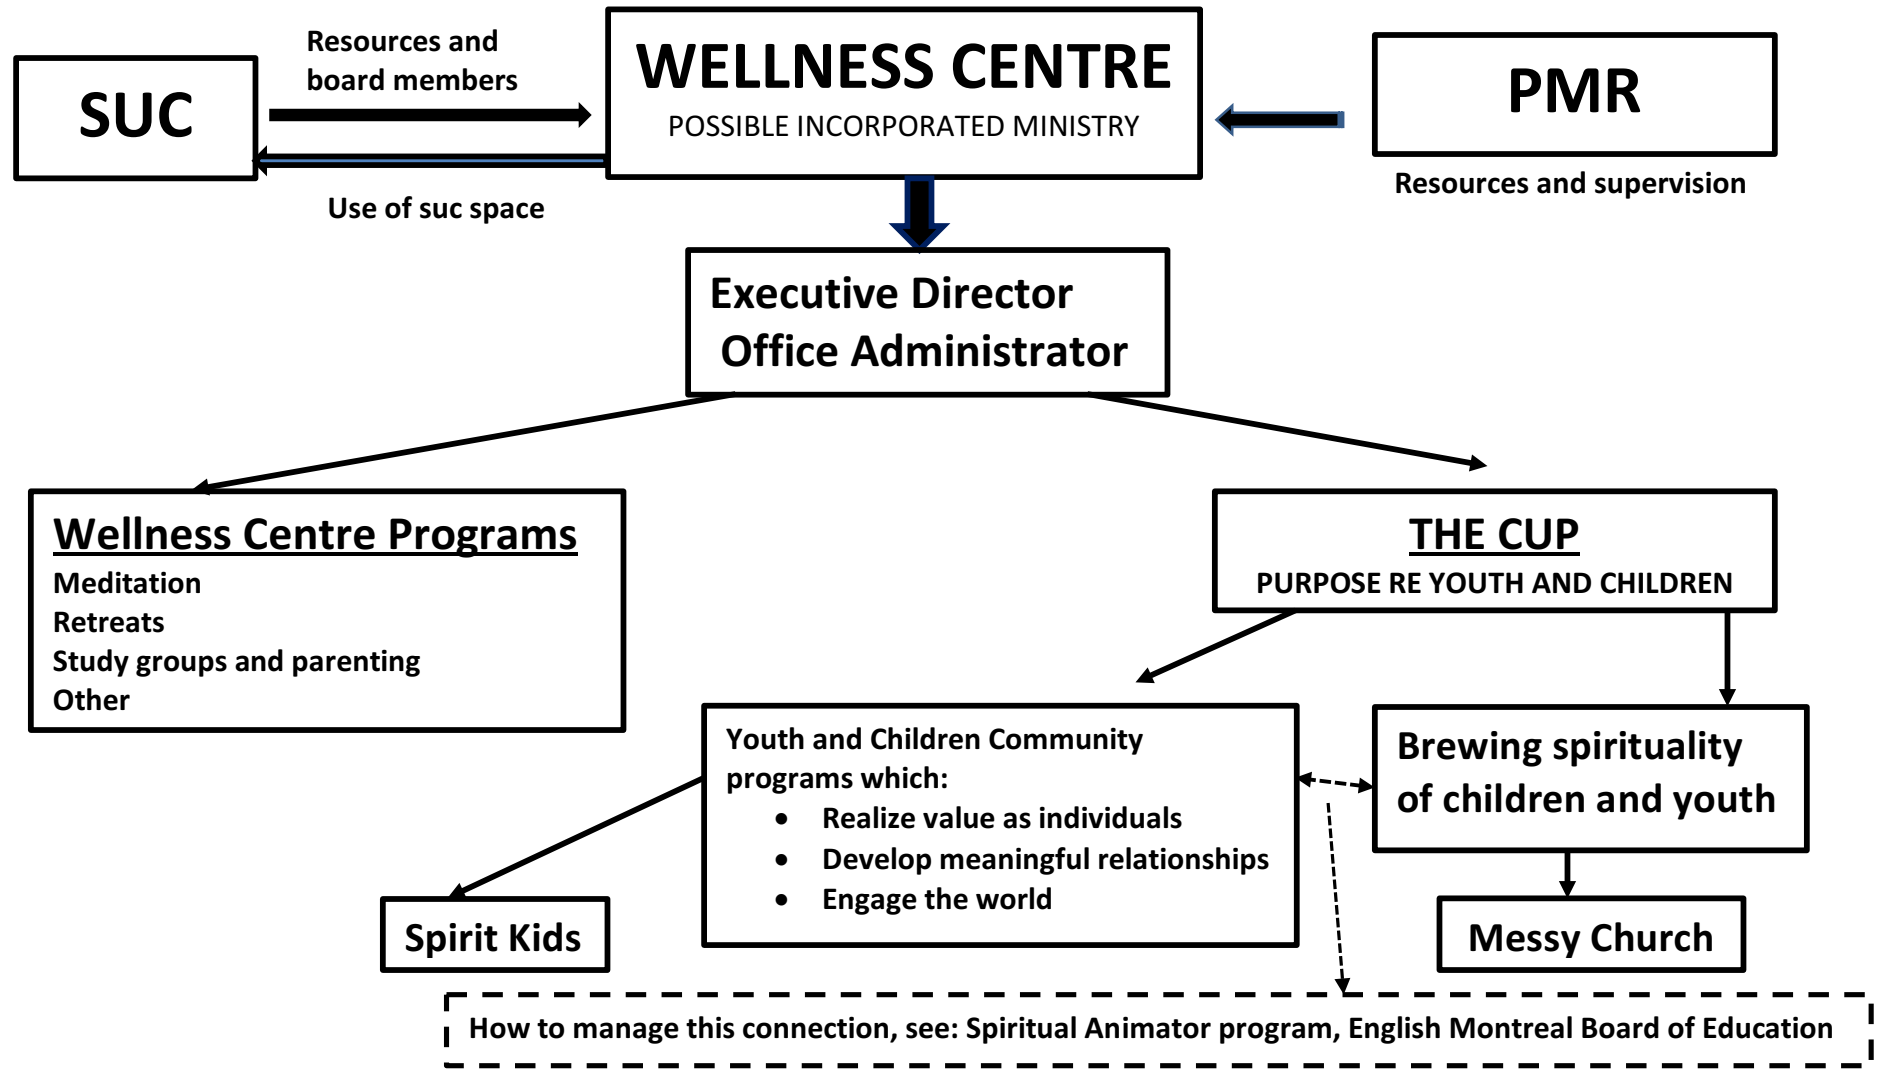 Resources and
board members
SUC
WELLNESS CENTRE
POSSIBLE INCORPORATED MINISTRY
PMR
Resources and supervision
Use of suc space
Executive Director
Office Administrator
Wellness Centre Programs
Meditation
Retreats
Study groups and parenting
Other
THE CUP
PURPOSE RE YOUTH AND CHILDREN
Youth and Children Community
programs which:
• Realize value as individuals
• Develop meaningful relationships
• Engage the world
Brewing spirituality
of children and youth
Spirit Kids
Messy Church
How to manage this connection, see: Spiritual Animator program, English Montreal Board of Education